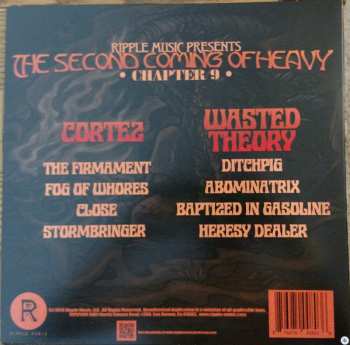 RIPPLE MUSIC PRESENTS
THE SECOND COMING OF HEAVY
• CHAPTER 9 •
CORTEZ
THE FIRMAMENT
FOG OF WHORES
CLOSE
STORMBRINGER
WASTED
THEORY
DITCHPIG
ABOMINATRIX
BAPTIZED IN GASOLINE
HERESY DEALER
R